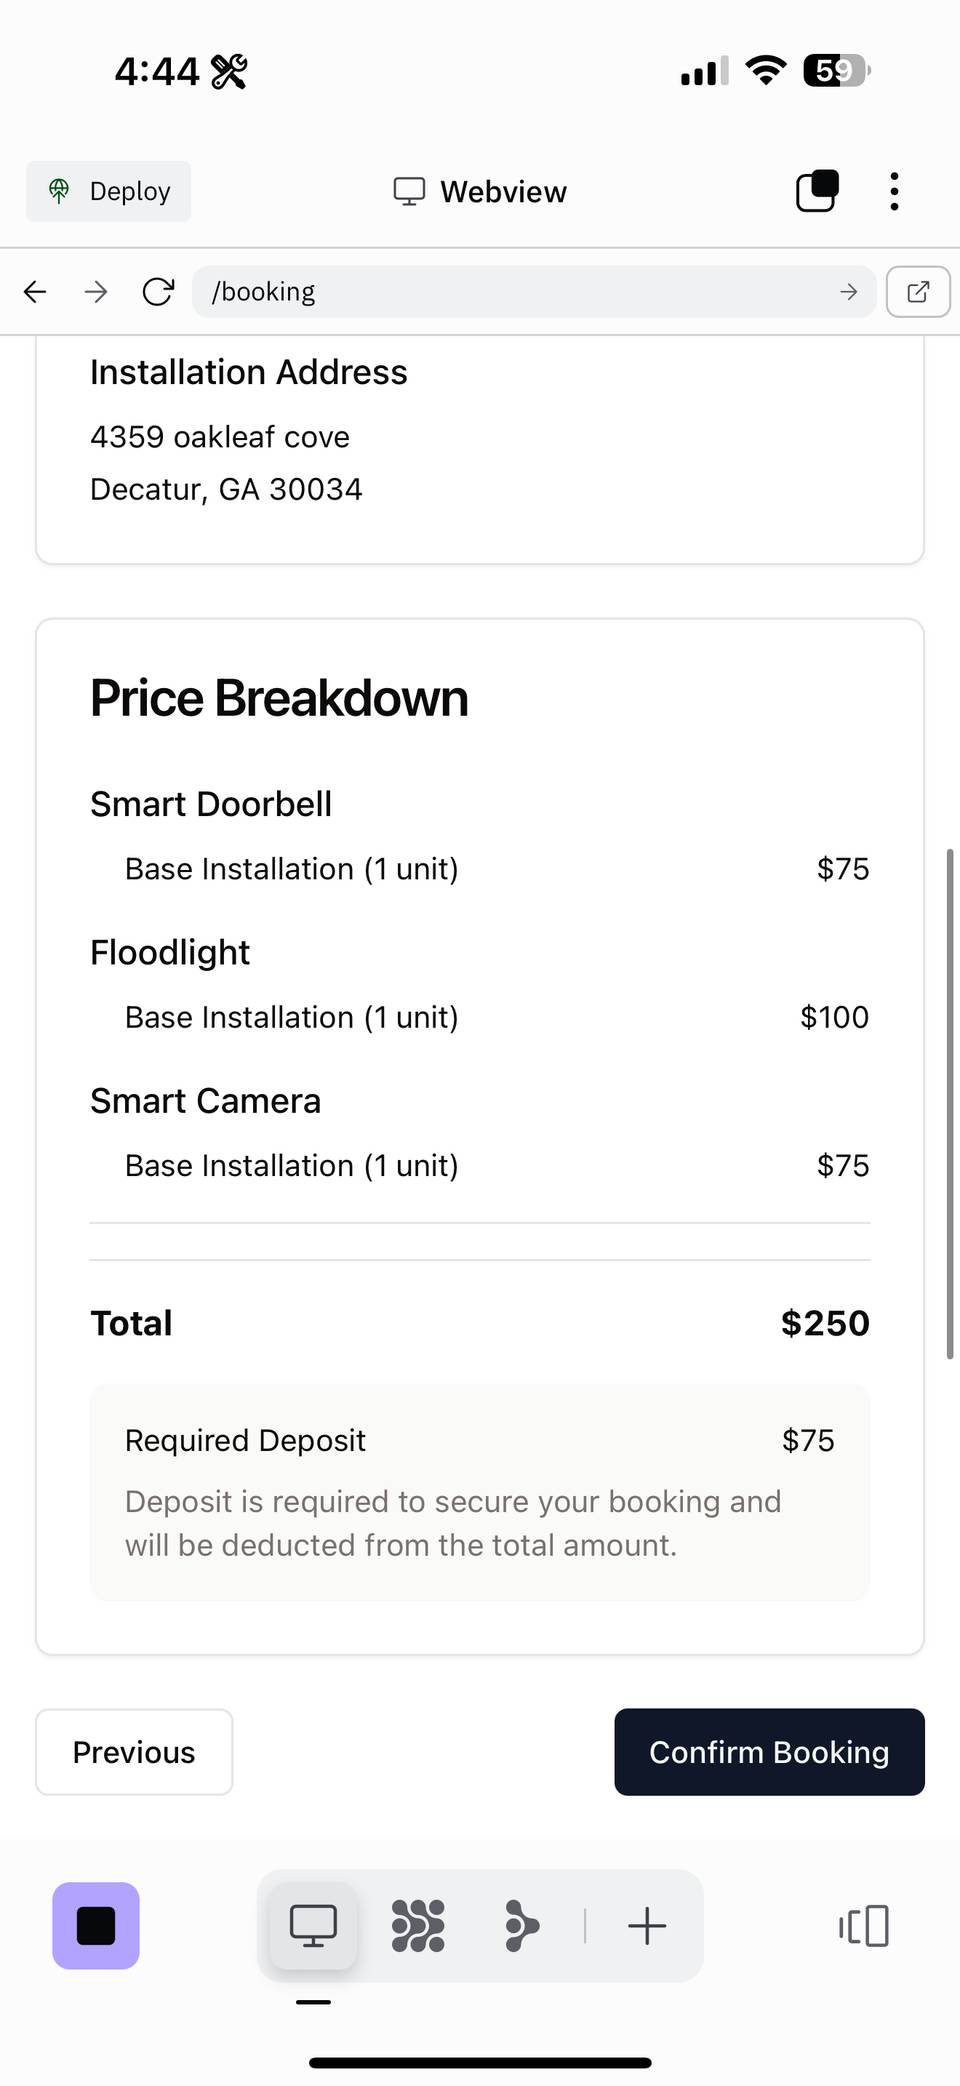 4:44
59
Deploy
Webview
/booking
Installation Address
4359 oakleaf cove
Decatur, GA 30034
Price Breakdown
Smart Doorbell
Base Installation (1 unit) $75
Floodlight
Base Installation (1 unit) $100
Smart Camera
Base Installation (1 unit) $75
Total $250
Required Deposit $75
Deposit is required to secure your booking and
will be deducted from the total amount.
Previous Confirm Booking